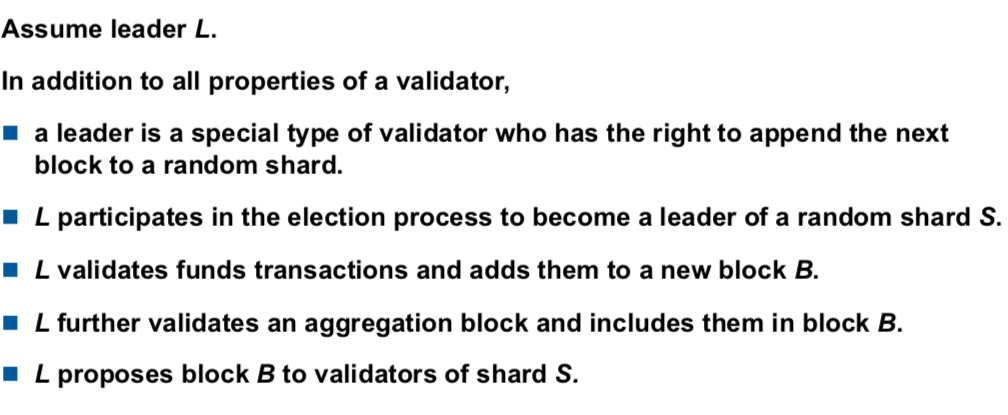 Assume leader L.
In addition to all properties of a validator,
■ a leader is a special type of validator who has the right to append the next
block to a random shard.
■ L participates in the election process to become a leader of a random shard S.
■ L validates funds transactions and adds them to a new block B.
■ L further validates an aggregation block and includes them in block B.
■ L proposes block B to validators of shard S.